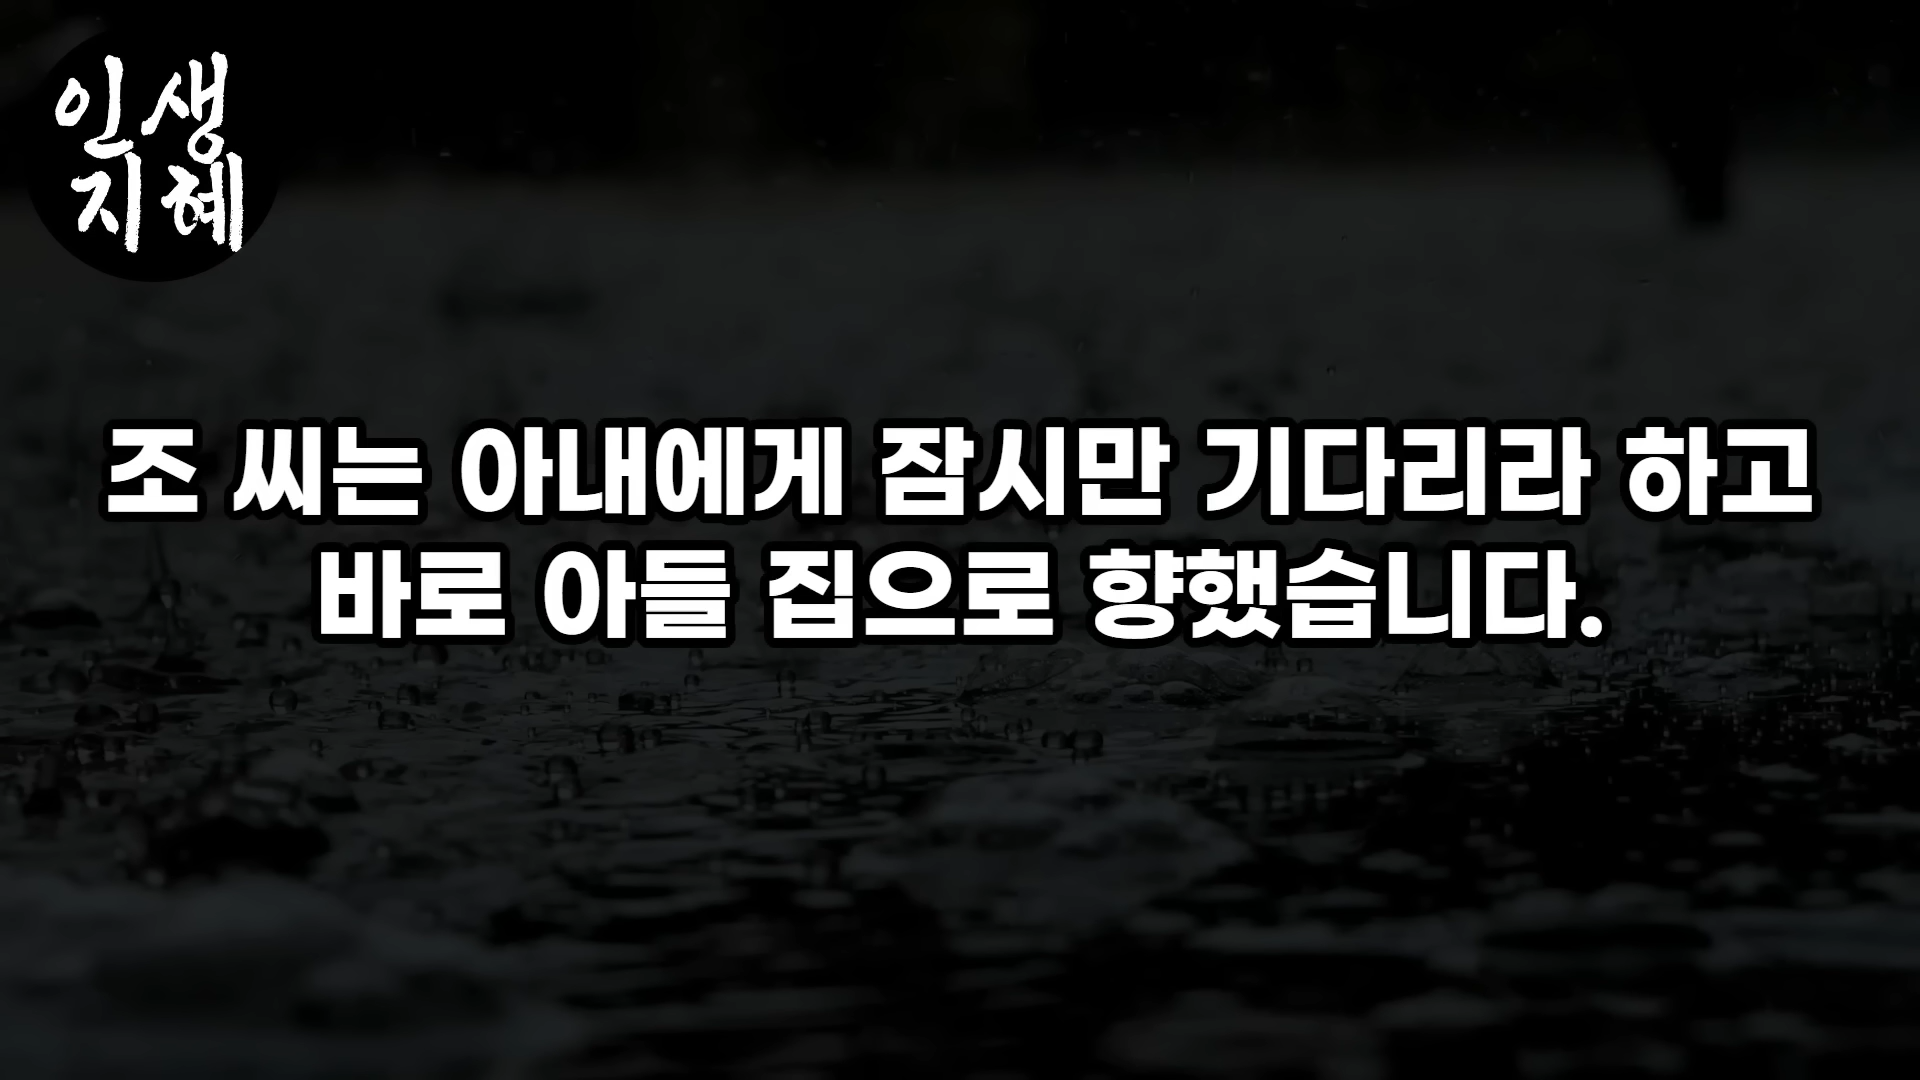 인생
지혜
조 씨는 아내에게 잠시만 기다리라 하고
바로 아들 집으로 향했습니다.